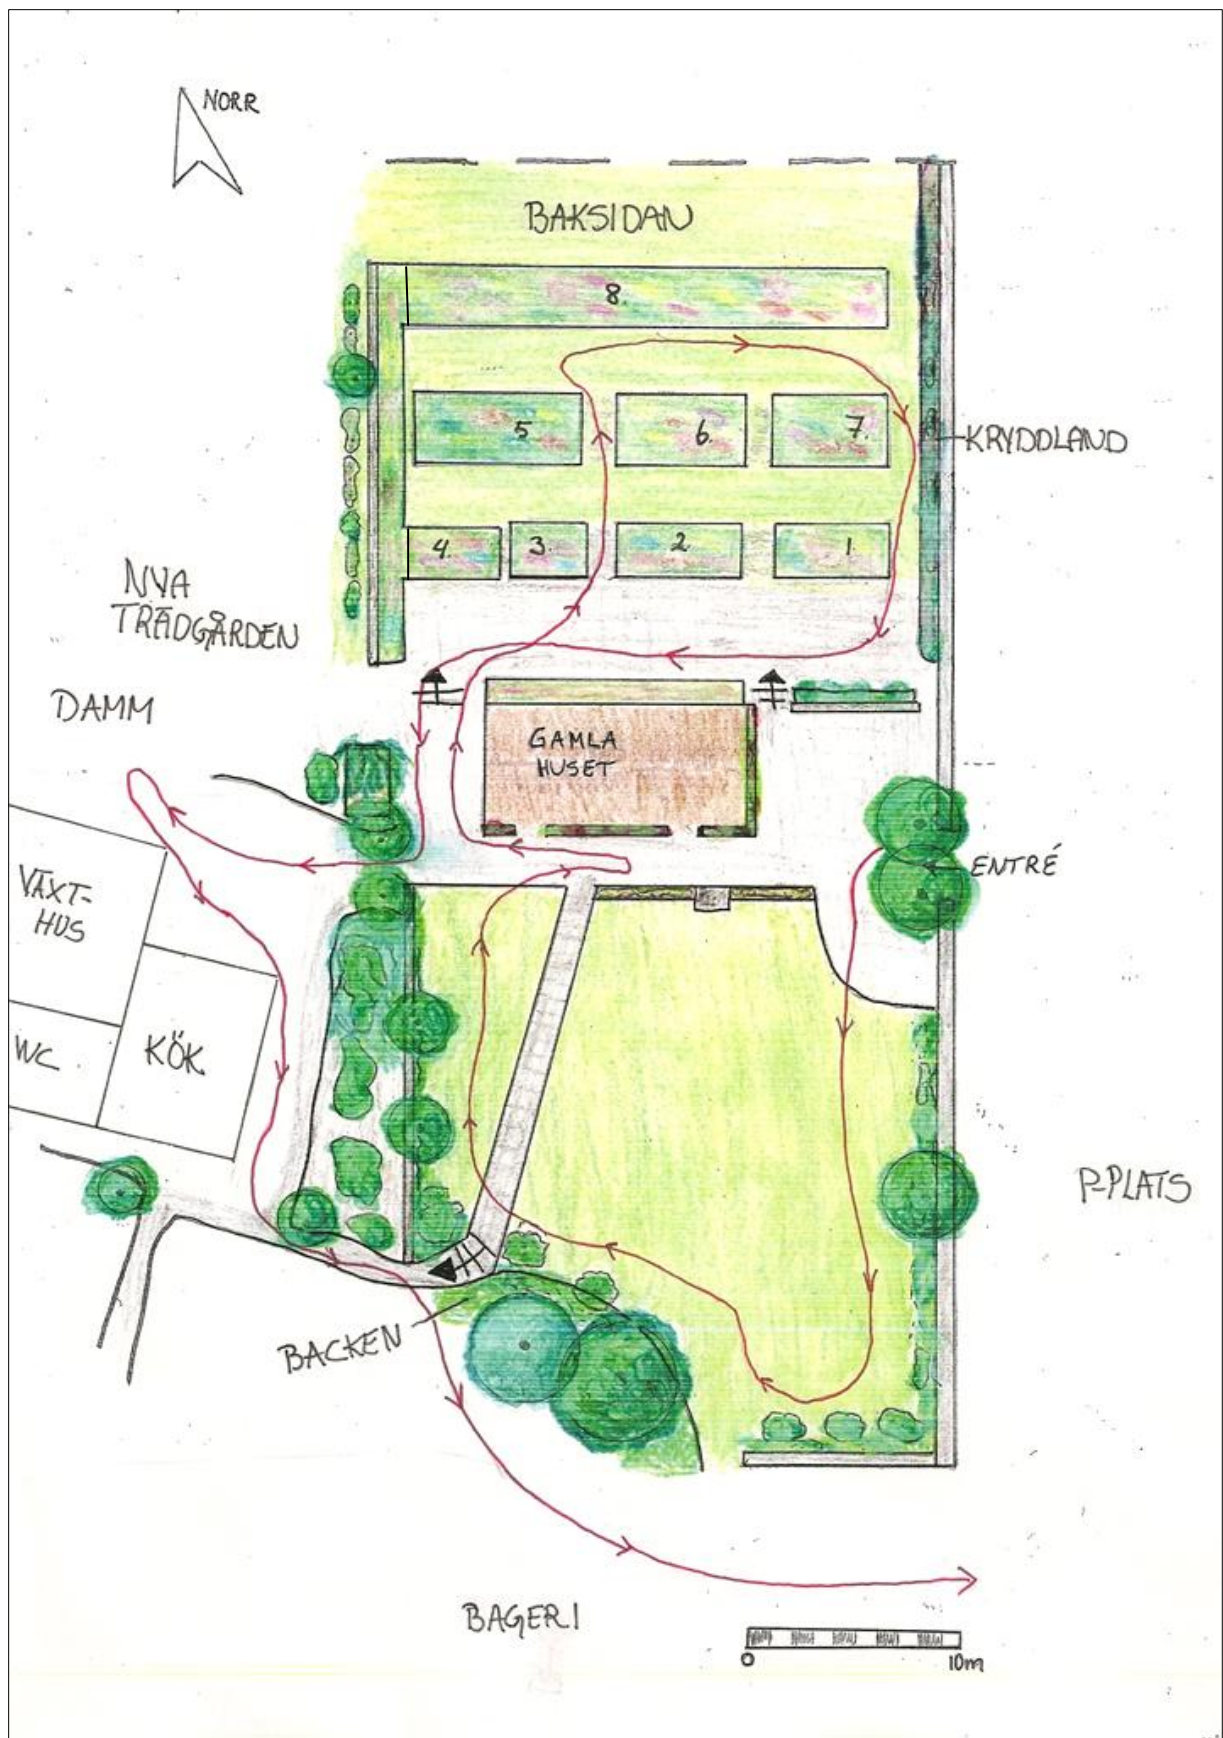 NORR
BAKSIDAN
8.
5
6.
7.
KRYDDLAND
4.
3.
2
1.
NYA
TRÄDGÅRDEN
DAMM
GAMLA
HUSET
ENTRÉ
VÄXT-
HUS
WC
KÖK
P-PLATS
BACKEN
BAGERI
0 10m